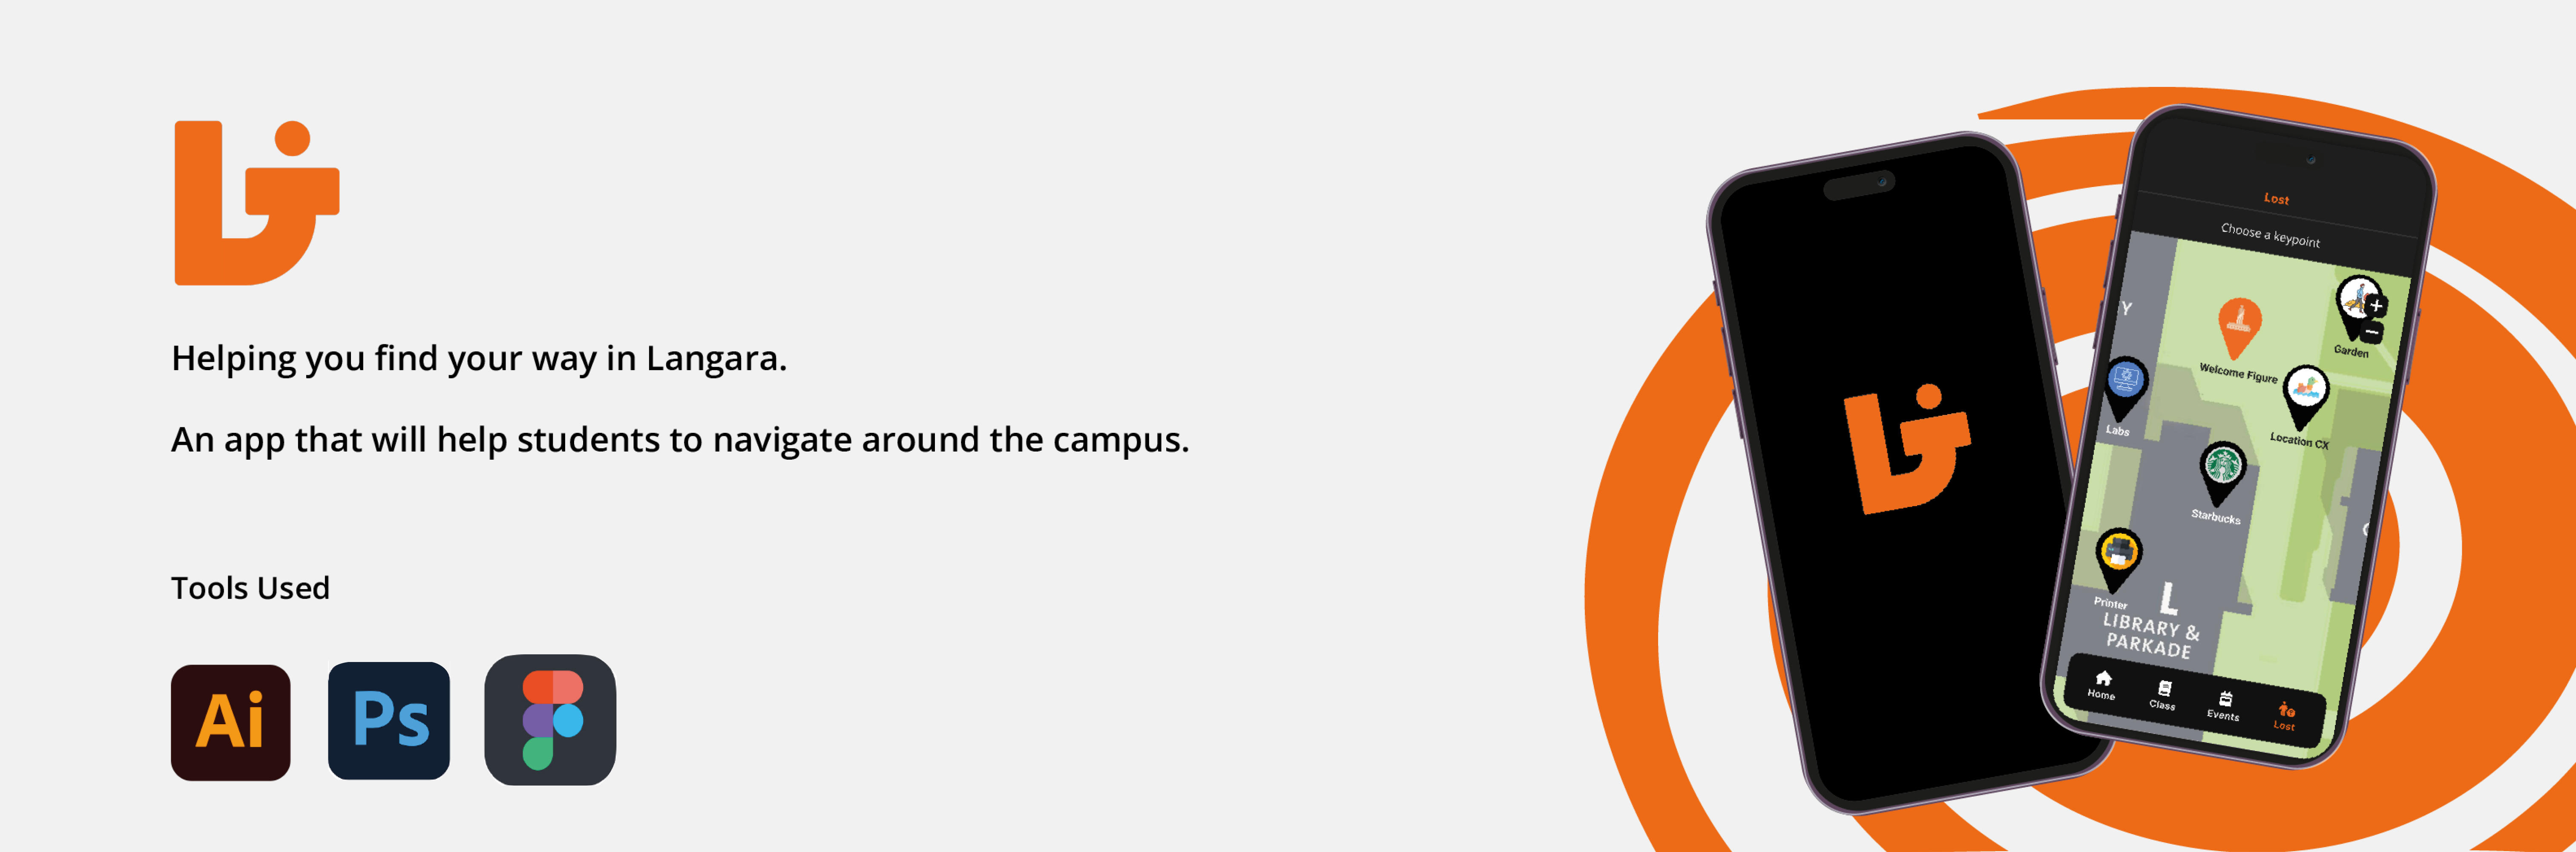 Helping you find your way in Langara.
An app that will help students to navigate around the campus.
Tools Used
Ai
Ps
Lost
Choose a keypoint
Y
Garden
Welcome Figure
Labs
Location CX
Starbucks
Printer
L
LIBRARY &
PARKADE
Home
Class
Events
Lost